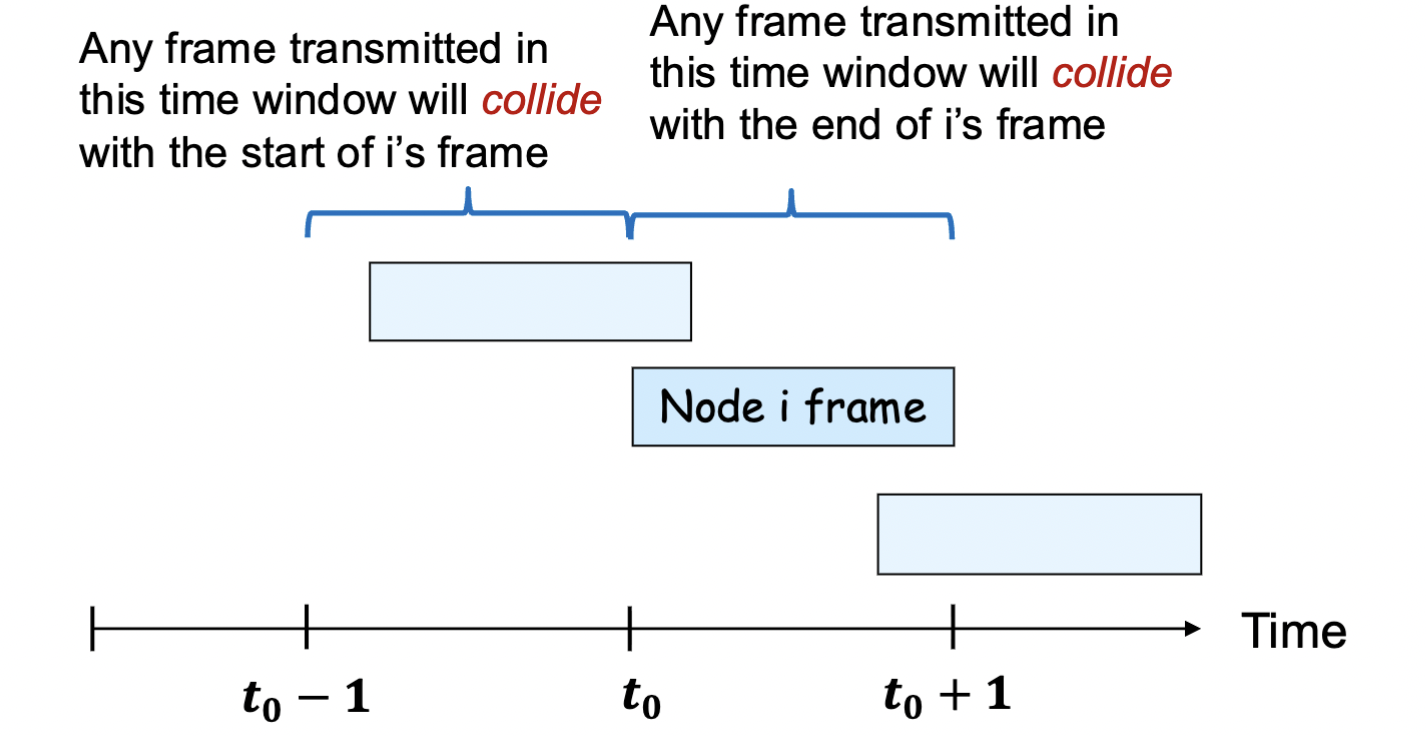 Any frame transmitted in
this time window will collide
with the start of i's frame
Any frame transmitted in
this time window will collide
with the end of i's frame
Node i frame
Time
t₀ − 1
t₀
t₀ + 1